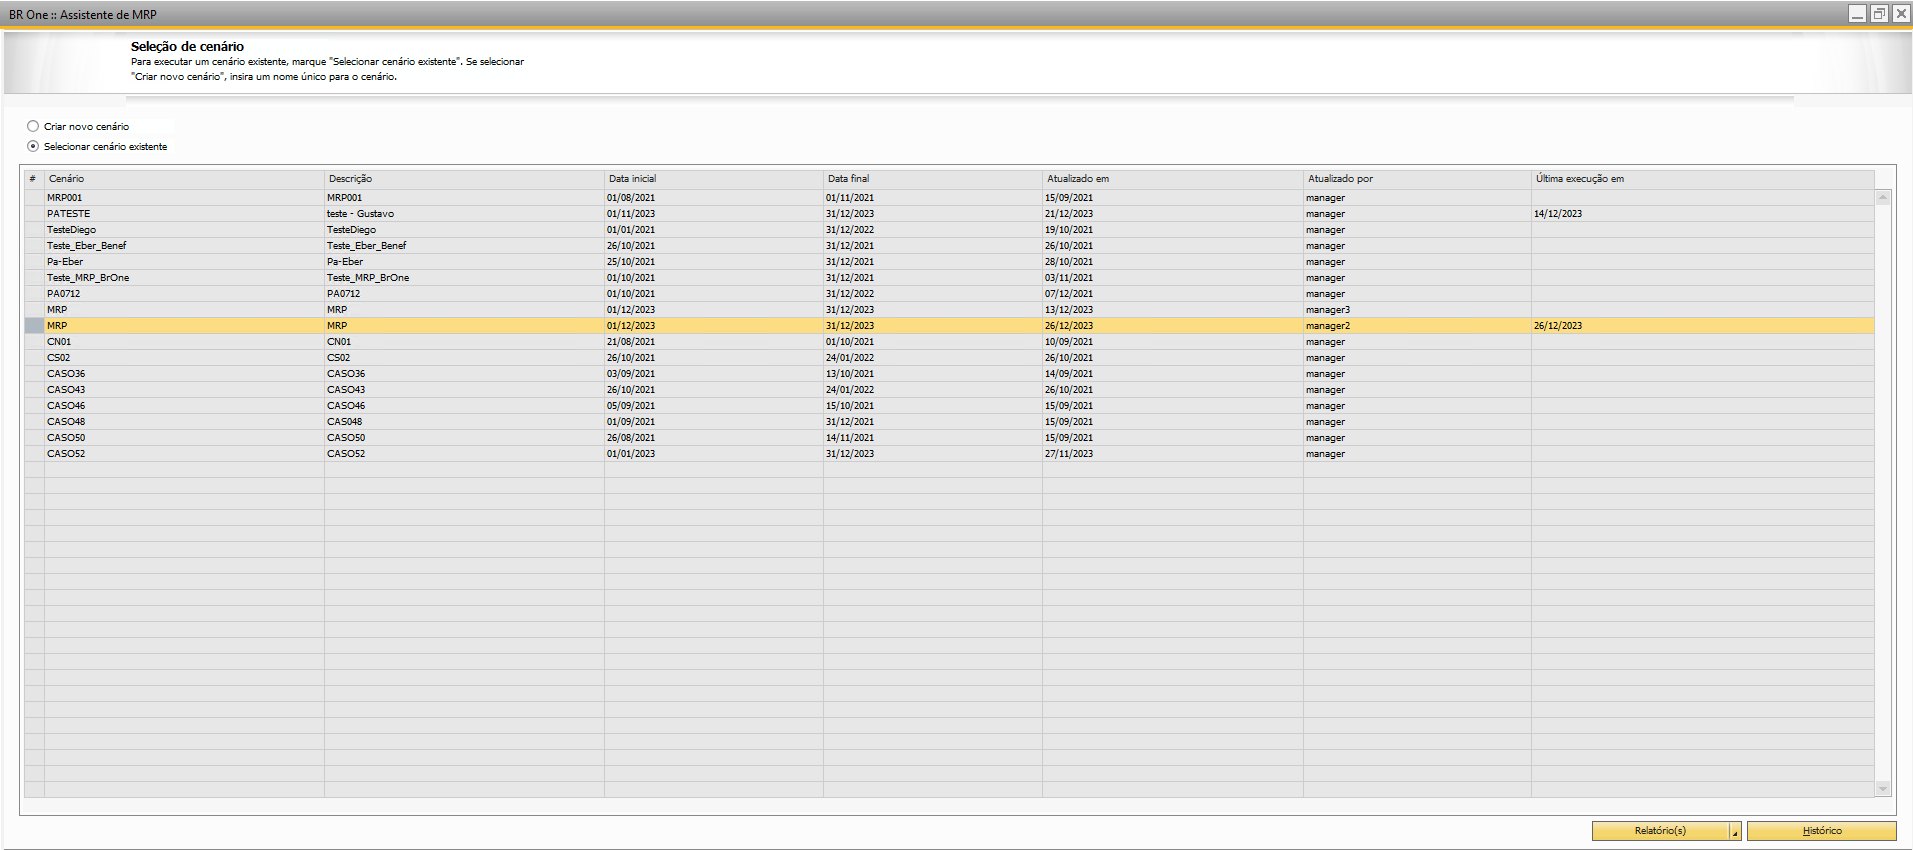 BR One :: Assistente de MRP
Seleção de cenário
Para executar um cenário existente, marque "Selecionar cenário existente". Se selecionar
"Criar novo cenário", insira um nome único para o cenário.
Criar novo cenário
Selecionar cenário existente
# Cenário Descrição Data inicial Data final Atualizado em Atualizado por Última execução em
MRP001 MRP001 01/08/2021 01/11/2021 15/09/2021 manager
PATESTE teste - Gustavo 01/11/2023 31/12/2023 21/12/2023 manager 14/12/2023
TesteDiego TesteDiego 01/01/2021 31/12/2022 19/10/2021 manager
Teste_Eber_Benef Teste_Eber_Benef 26/10/2021 31/12/2021 26/10/2021 manager
Pa-Eber Pa-Eber 25/10/2021 31/12/2021 28/10/2021 manager
Teste_MRP_BrOne Teste_MRP_BrOne 01/10/2021 31/12/2021 03/11/2021 manager
PA0712 PA0712 01/10/2021 31/12/2022 07/12/2021 manager
MRP MRP 01/12/2023 31/12/2023 13/12/2023 manager3
MRP MRP 01/12/2023 31/12/2023 26/12/2023 manager2 26/12/2023
CN01 CN01 21/08/2021 01/10/2021 10/09/2021 manager
CS02 CS02 26/10/2021 24/01/2022 26/10/2021 manager
CASO36 CASO36 03/09/2021 13/10/2021 14/09/2021 manager
CASO43 CASO43 26/10/2021 24/01/2022 26/10/2021 manager
CASO46 CASO46 05/09/2021 15/10/2021 15/09/2021 manager
CASO48 CAS048 01/09/2021 31/12/2021 15/09/2021 manager
CASO50 CASO50 26/08/2021 14/11/2021 15/09/2021 manager
CASO52 CASO52 01/01/2023 31/12/2023 27/11/2023 manager
Relatório(s) Histórico